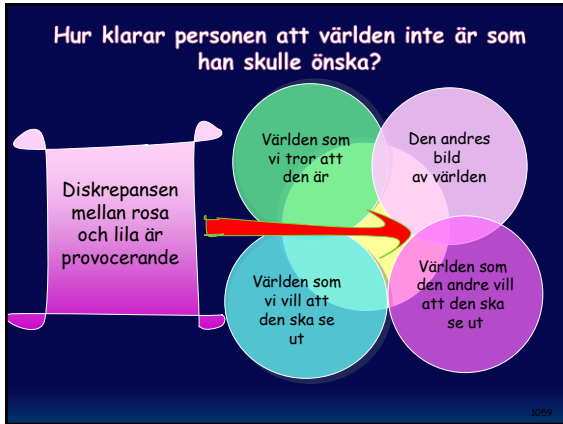 Hur klarar personen att världen inte är som
han skulle önska?
Diskrepansen
mellan rosa
och lila är
provocerande
Världen som
vi tror att
den är
Den andres
bild
av världen
Världen som
vi vill att
den ska se
ut
Världen som
den andre vill
att den ska
se ut
1059